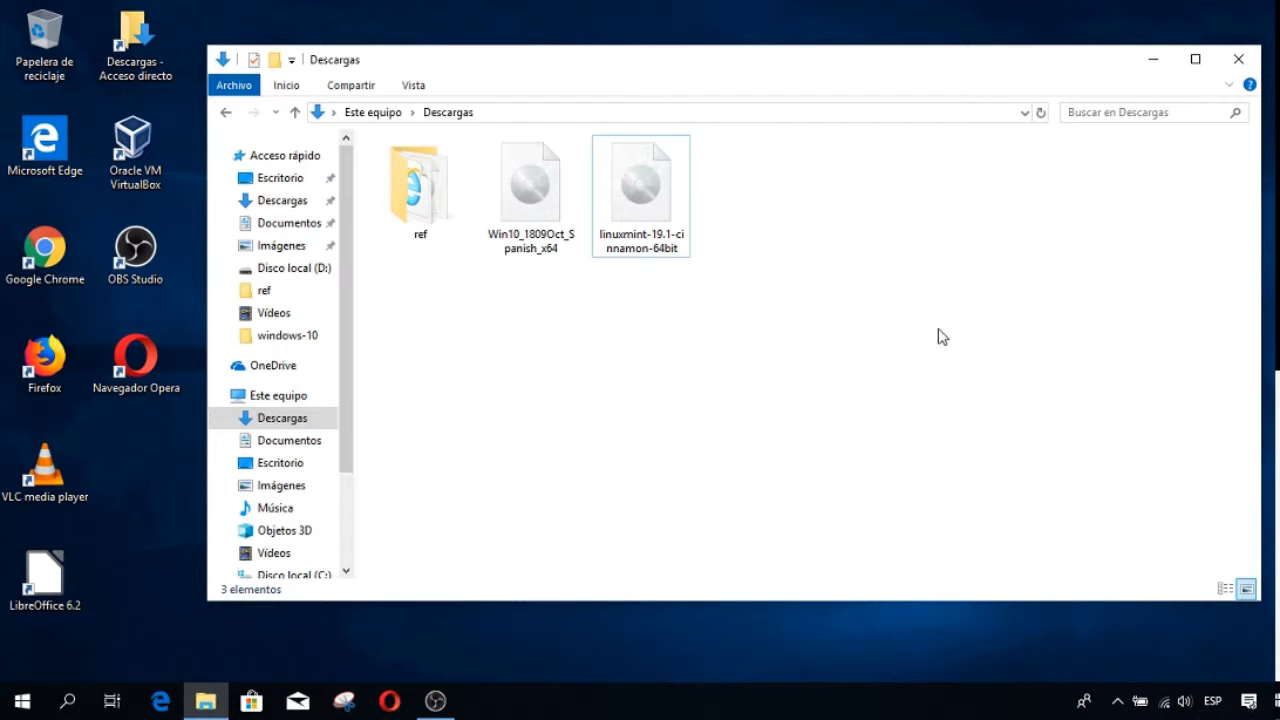 Papelera de
reciclaje
Descargas -
Acceso directo
Microsoft Edge
Oracle VM
VirtualBox
Google Chrome
OBS Studio
Firefox
Navegador Opera
VLC media player
LibreOffice 6.2
Descargas
Archivo
Inicio
Compartir
Vista
Este equipo
Descargas
Buscar en Descargas
Acceso rápido
Escritorio
Descargas
Documentos
Imágenes
Disco local (D:)
ref
Vídeos
windows-10
OneDrive
Este equipo
Descargas
Documentos
Escritorio
Imágenes
Música
Objetos 3D
Vídeos
Disco local (C:)
ref
Win10_1809Oct_S
panish_x64
linuxmint-19.1-ci
nnamon-64bit
3 elementos
ESP